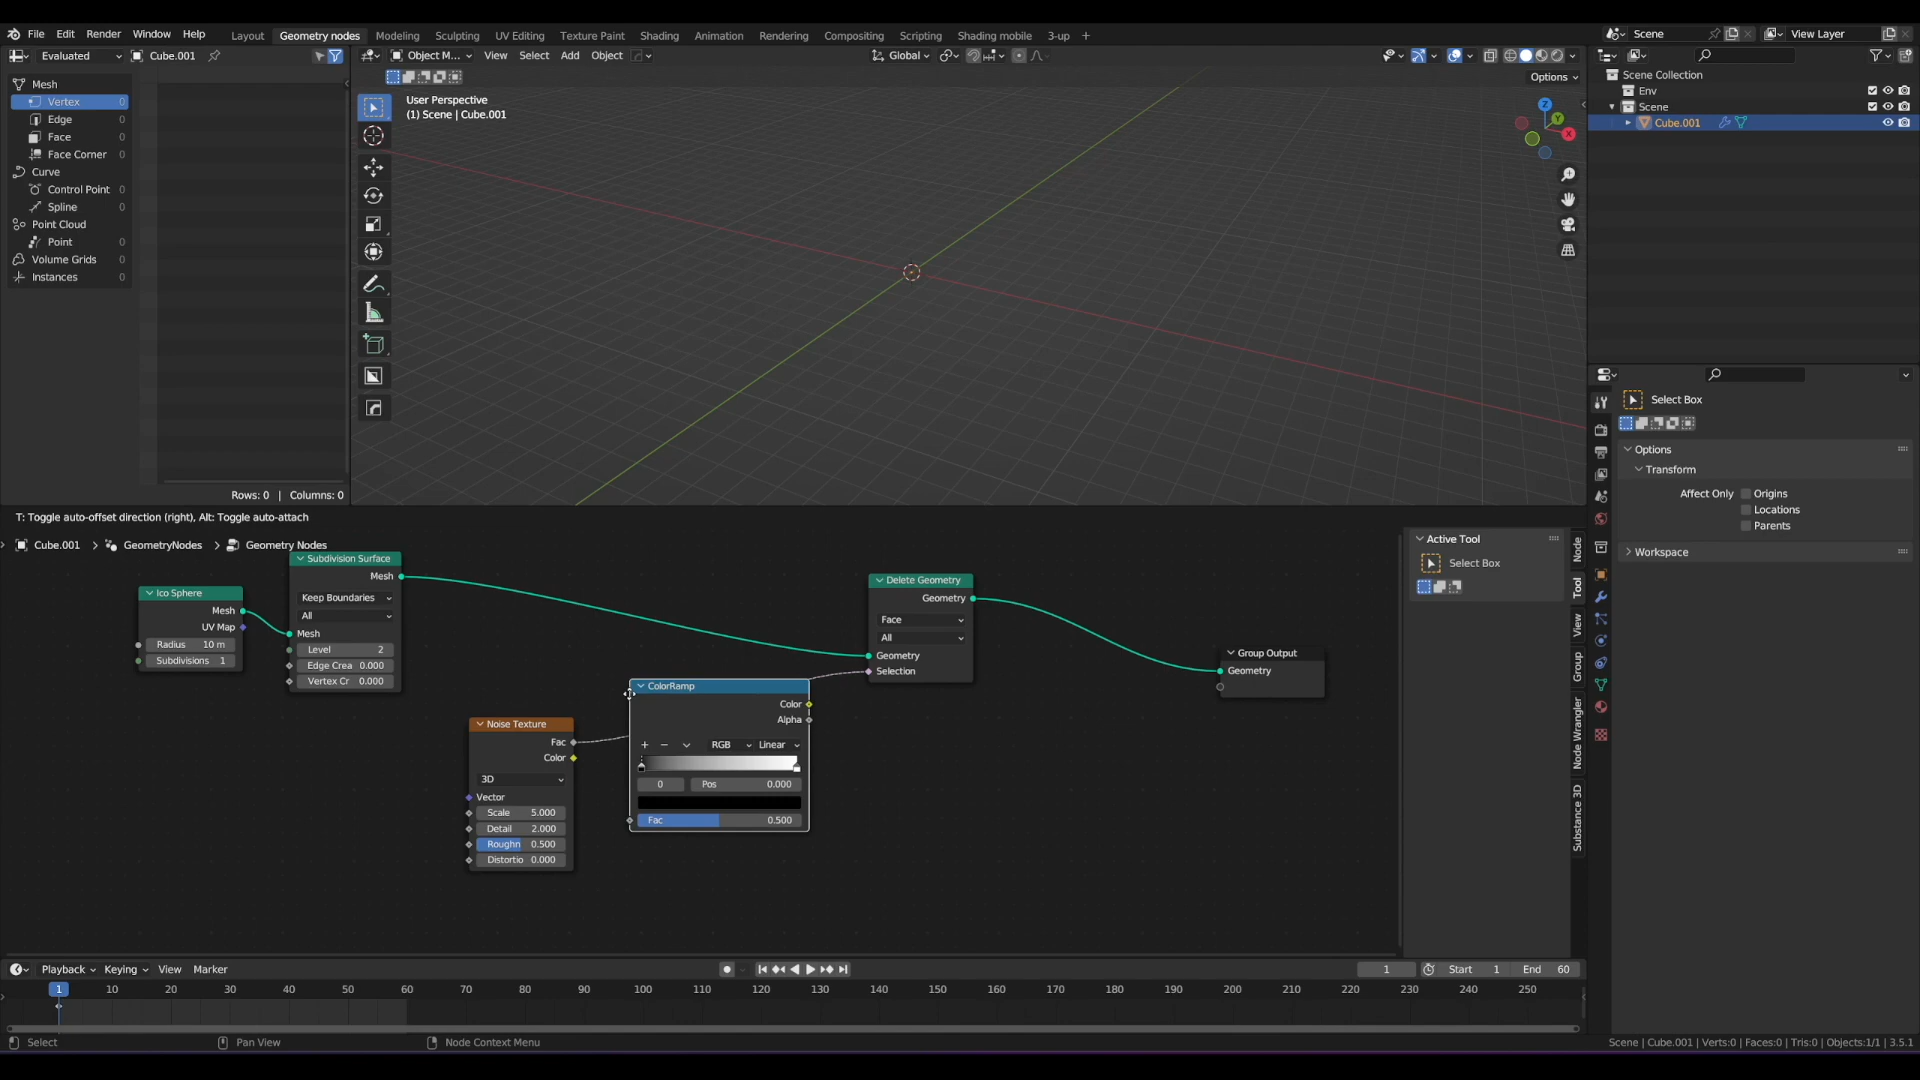 File Edit Render Window Help Layout Geometry nodes Modeling Sculpting UV Editing Texture Paint Shading Animation Rendering Compositing Scripting Shading mobile 3-up + Scene View Layer
Evaluated Cube.001 Object M... View Select Add Object Global
Options
Mesh
Vertex 0
Edge 0
Face 0
Face Corner 0
Curve
Control Point 0
Spline 0
Point Cloud
Point 0
Volume Grids 0
Instances 0
Rows: 0 | Columns: 0
User Perspective
(1) Scene | Cube.001
Z
Y
X
Scene Collection
Env
Scene
Cube.001
Select Box
Options
Transform
Affect Only Origins
Locations
Parents
Workspace
T: Toggle auto-offset direction (right), Alt: Toggle auto-attach
Cube.001 > GeometryNodes > Geometry Nodes
Ico Sphere
Mesh
UV Map
Radius 10 m
Subdivisions 1
Subdivision Surface
Mesh
Keep Boundaries
All
Mesh
Level 2
Edge Crea 0.000
Vertex Cr 0.000
Noise Texture
Fac
Color
3D
Vector
Scale 5.000
Detail 2.000
Roughn 0.500
Distortio 0.000
ColorRamp
Color
Alpha
+ − RGB Linear
0 Pos 0.000
Fac 0.500
Delete Geometry
Geometry
Face
All
Geometry
Selection
Group Output
Geometry
Active Tool
Select Box
Node
Tool
View
Group
Node Wrangler
Substance 3D
Playback Keying View Marker 1 Start 1 End 60
1 10 20 30 40 50 60 70 80 90 100 110 120 130 140 150 160 170 180 190 200 210 220 230 240 250
Select Pan View Node Context Menu Scene | Cube.001 | Verts:0 | Faces:0 | Tris:0 | Objects:1/1 | 3.5.1